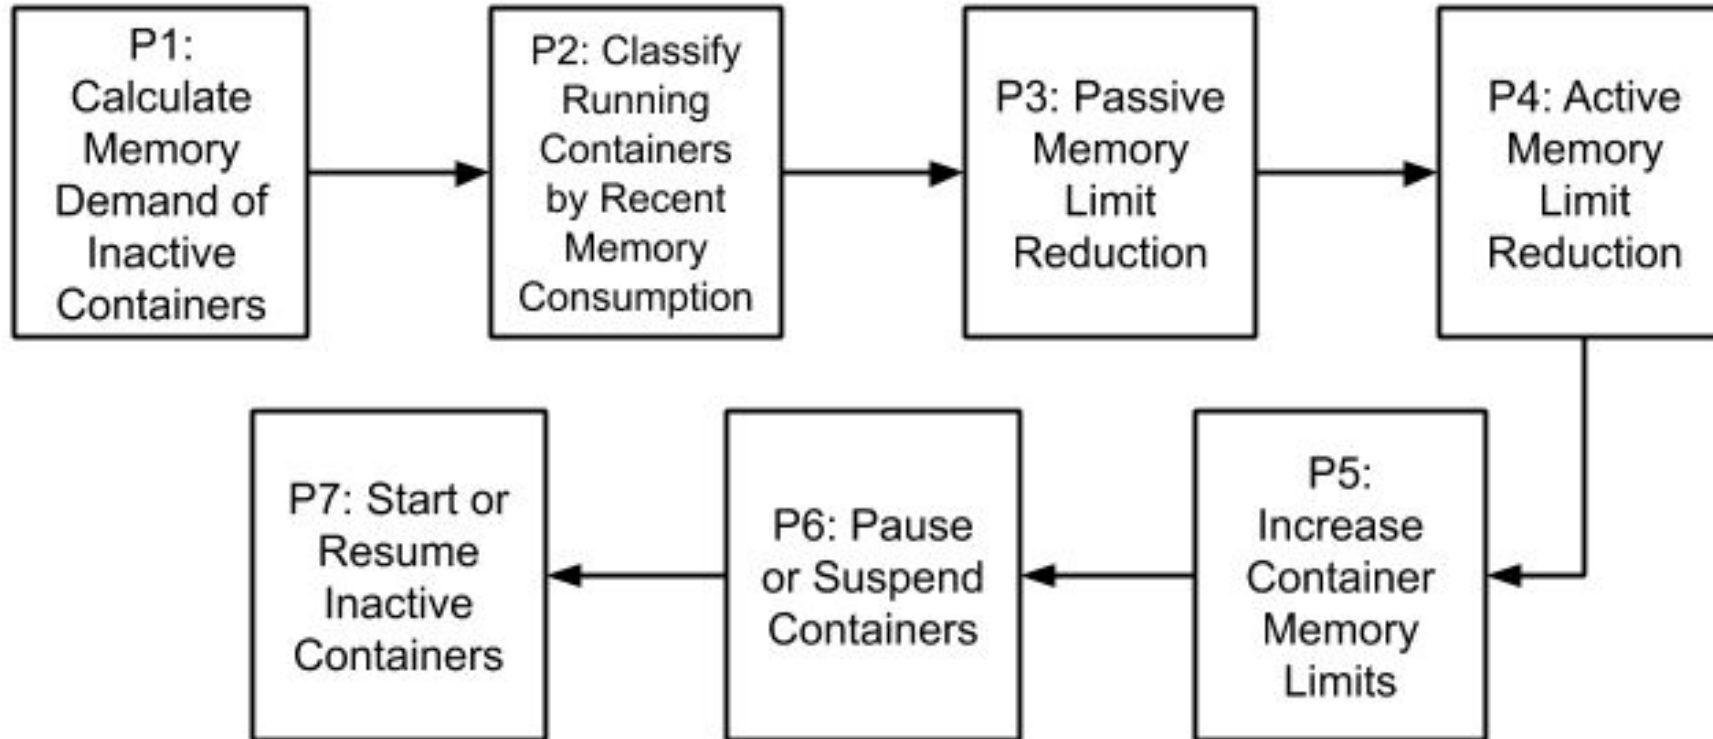 P1:
Calculate
Memory
Demand of
Inactive
Containers
P2: Classify
Running
Containers
by Recent
Memory
Consumption
P3: Passive
Memory
Limit
Reduction
P4: Active
Memory
Limit
Reduction
P5:
Increase
Container
Memory
Limits
P6: Pause
or Suspend
Containers
P7: Start or
Resume
Inactive
Containers